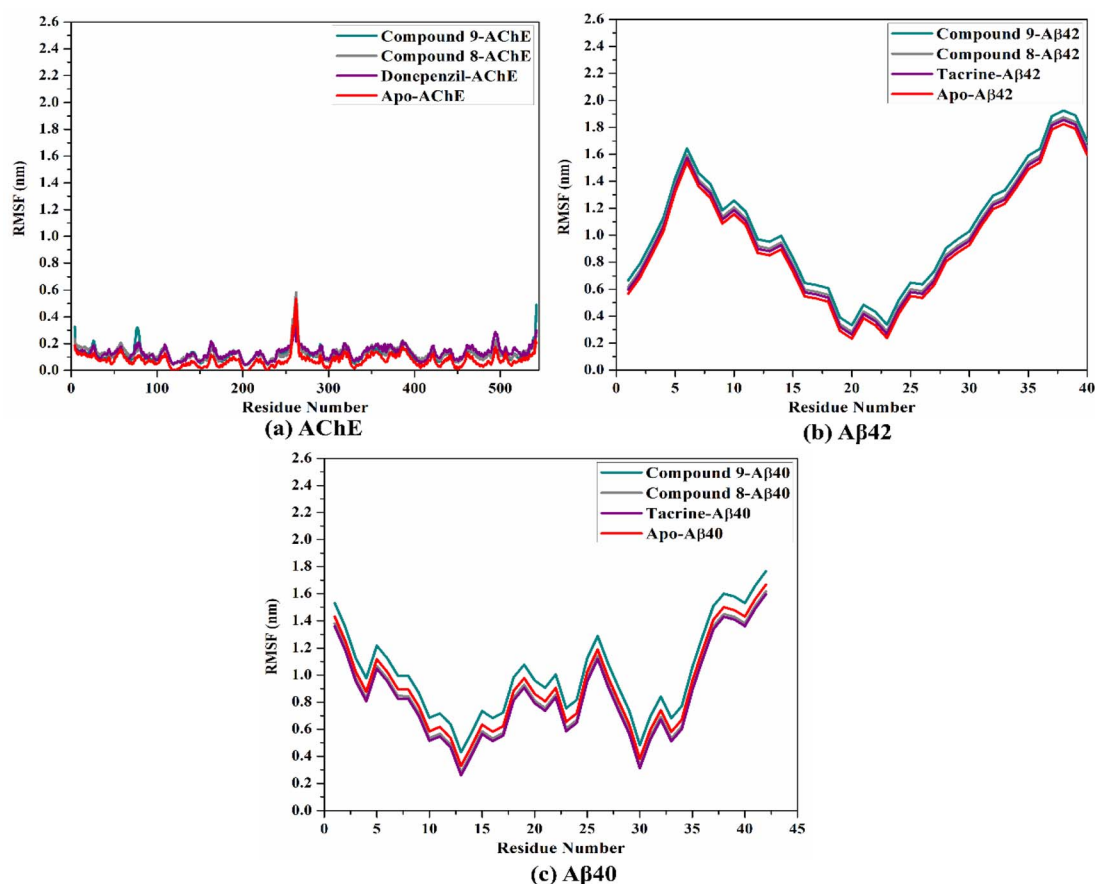 2.6
2.4
2.2
2.0
1.8
1.6
1.4
1.2
1.0
0.8
0.6
0.4
0.2
0.0
RMSF (nm)
Compound 9-AChE
Compound 8-AChE
Donepenzil-AChE
Apo-AChE
0 100 200 300 400 500
Residue Number
(a) AChE
2.6
2.4
2.2
2.0
1.8
1.6
1.4
1.2
1.0
0.8
0.6
0.4
0.2
0.0
RMSF (nm)
Compound 9-Aβ42
Compound 8-Aβ42
Tacrine-Aβ42
Apo-Aβ42
0 5 10 15 20 25 30 35 40
Residue Number
(b) Aβ42
2.6
2.4
2.2
2.0
1.8
1.6
1.4
1.2
1.0
0.8
0.6
0.4
0.2
0.0
RMSF (nm)
Compound 9-Aβ40
Compound 8-Aβ40
Tacrine-Aβ40
Apo-Aβ40
0 5 10 15 20 25 30 35 40 45
Residue Number
(c) Aβ40